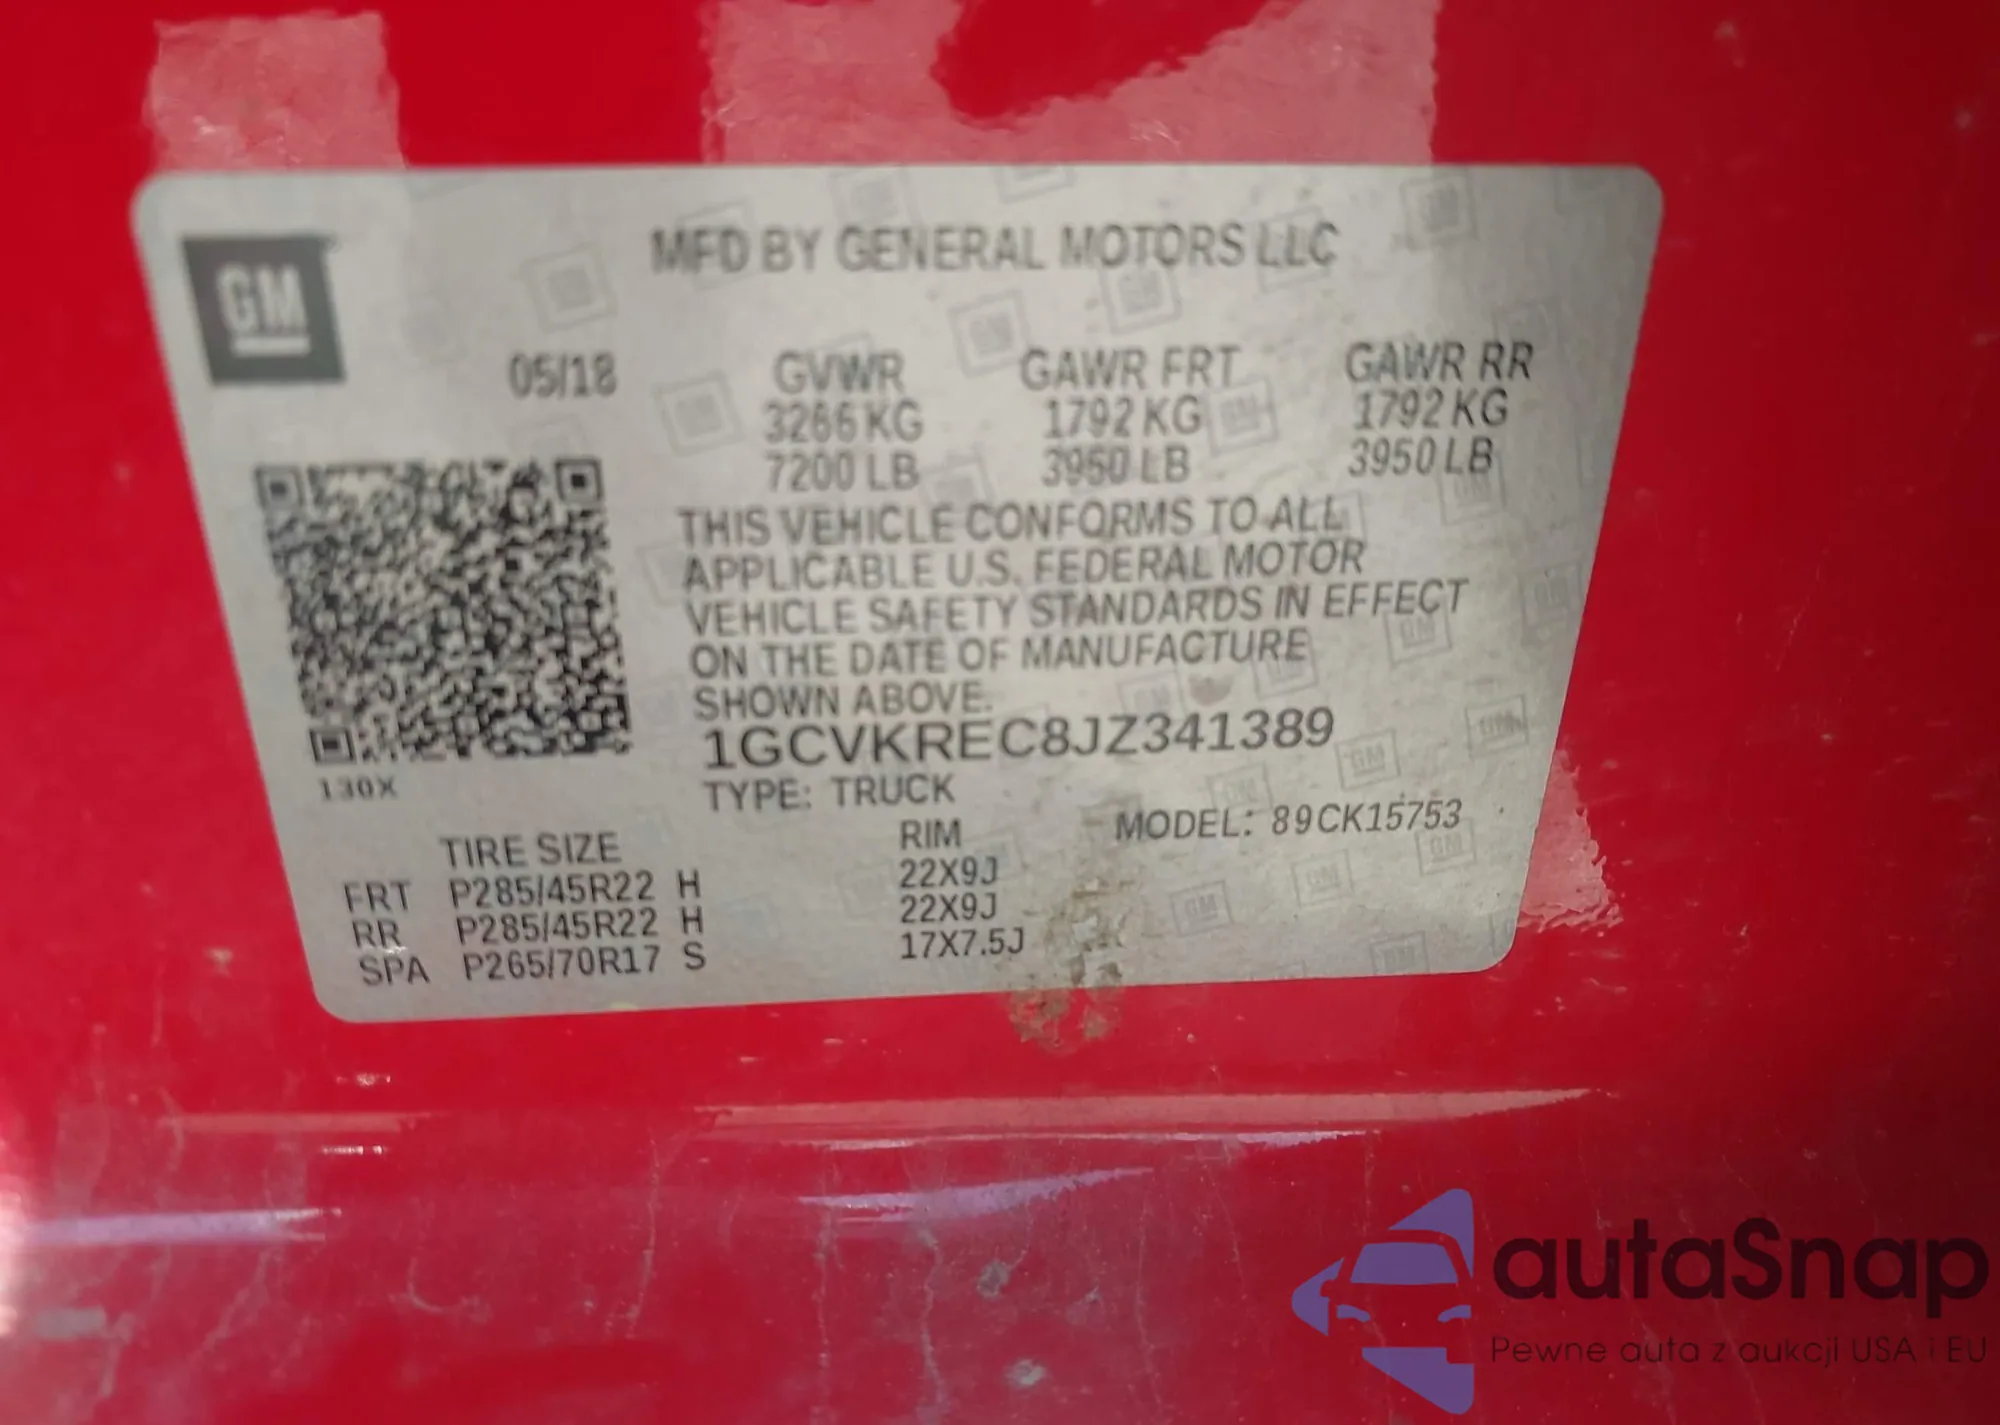 GM
MFD BY GENERAL MOTORS LLC
05/18 GVWR GAWR FRT GAWR RR
3266 KG 1792 KG 1792 KG
7200 LB 3950 LB 3950 LB
THIS VEHICLE CONFORMS TO ALL
APPLICABLE U.S. FEDERAL MOTOR
VEHICLE SAFETY STANDARDS IN EFFECT
ON THE DATE OF MANUFACTURE
SHOWN ABOVE.
1GCVKREC8JZ341389
130X
TYPE: TRUCK MODEL: 89CK15753
TIRE SIZE RIM
FRT P285/45R22 H 22X9J
RR P285/45R22 H 22X9J
SPA P265/70R17 S 17X7.5J
autaSnap
Pewne auta z aukcji USA i EU